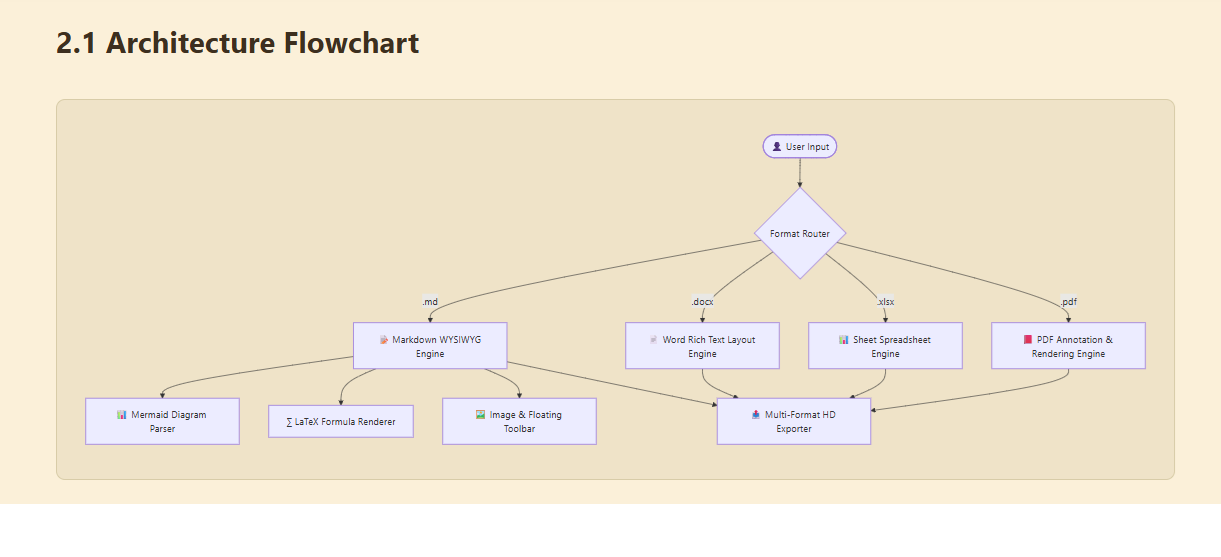 2.1 Architecture Flowchart
👤 User Input
Format Router
.md
.docx
.xlsx
.pdf
📝 Markdown WYSIWYG
Engine
📄 Word Rich Text Layout
Engine
📊 Sheet Spreadsheet
Engine
📕 PDF Annotation &
Rendering Engine
📊 Mermaid Diagram
Parser
∑ LaTeX Formula Renderer
🖼️ Image & Floating
Toolbar
📤 Multi-Format HD
Exporter